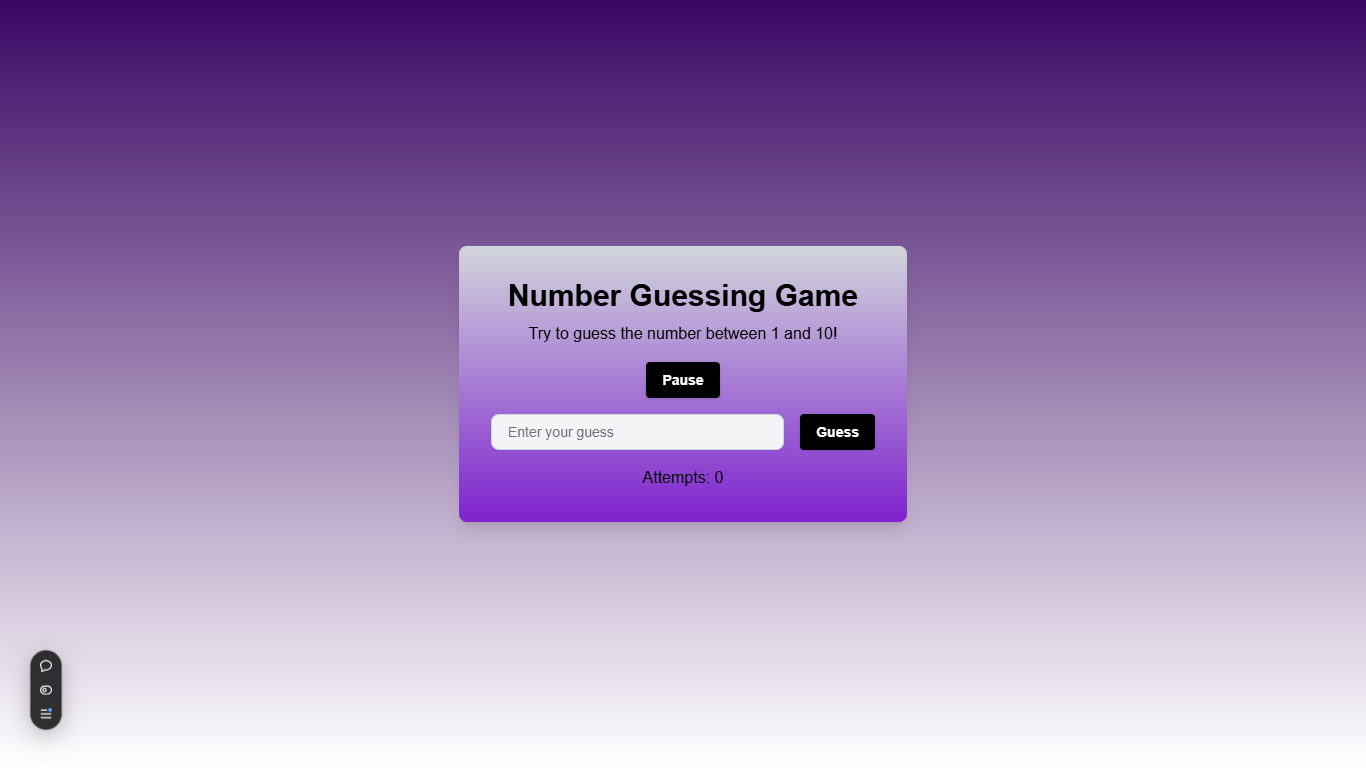 Number Guessing Game
Try to guess the number between 1 and 10!
Pause
Enter your guess
Guess
Attempts: 0